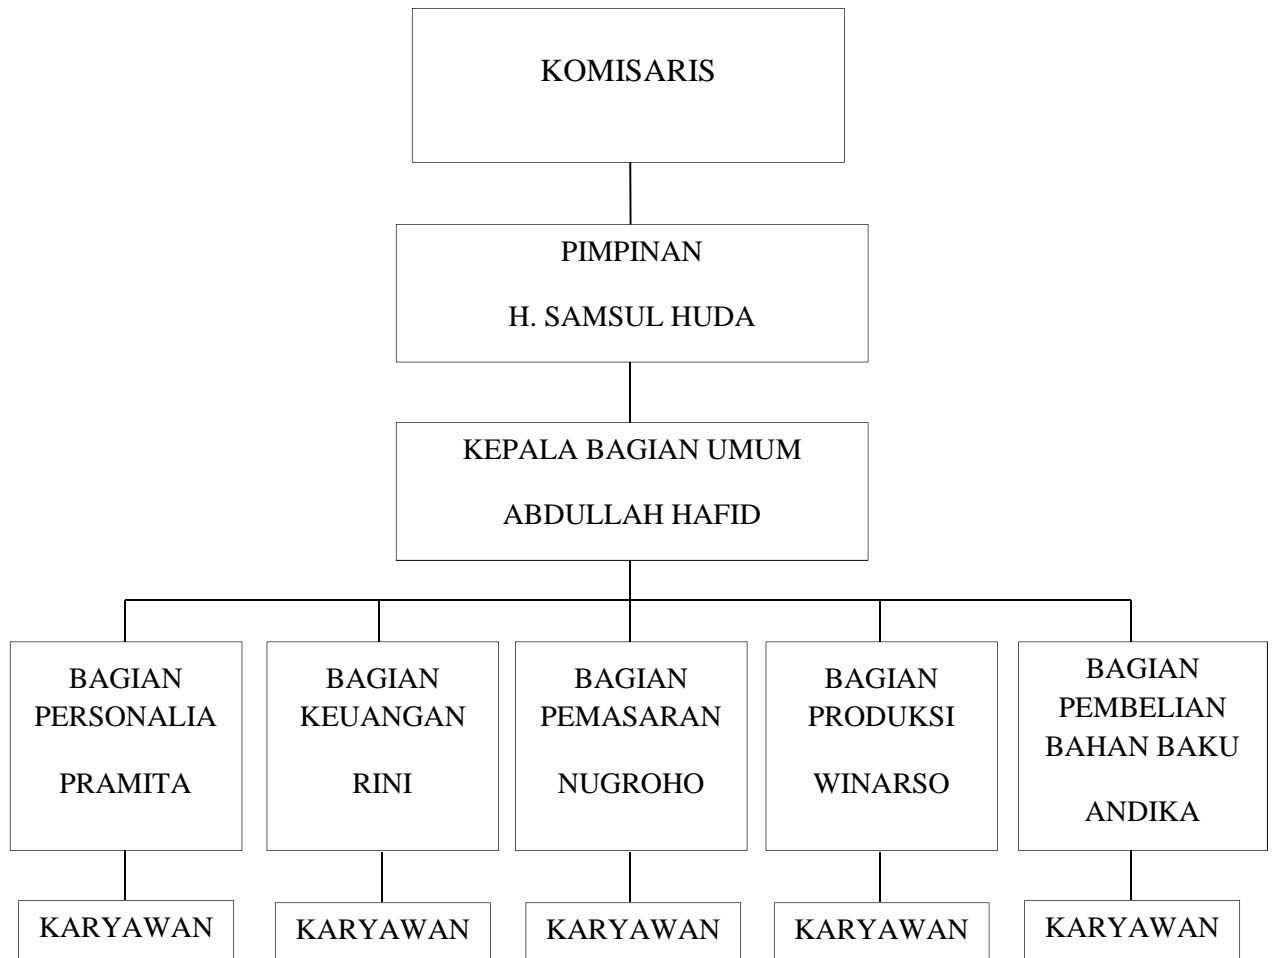 KOMISARIS
PIMPINAN
H. SAMSUL HUDA
KEPALA BAGIAN UMUM
ABDULLAH HAFID
BAGIAN
PERSONALIA
PRAMITA
BAGIAN
KEUANGAN
RINI
BAGIAN
PEMASARAN
NUGROHO
BAGIAN
PRODUKSI
WINARSO
BAGIAN
PEMBELIAN
BAHAN BAKU
ANDIKA
KARYAWAN
KARYAWAN
KARYAWAN
KARYAWAN
KARYAWAN